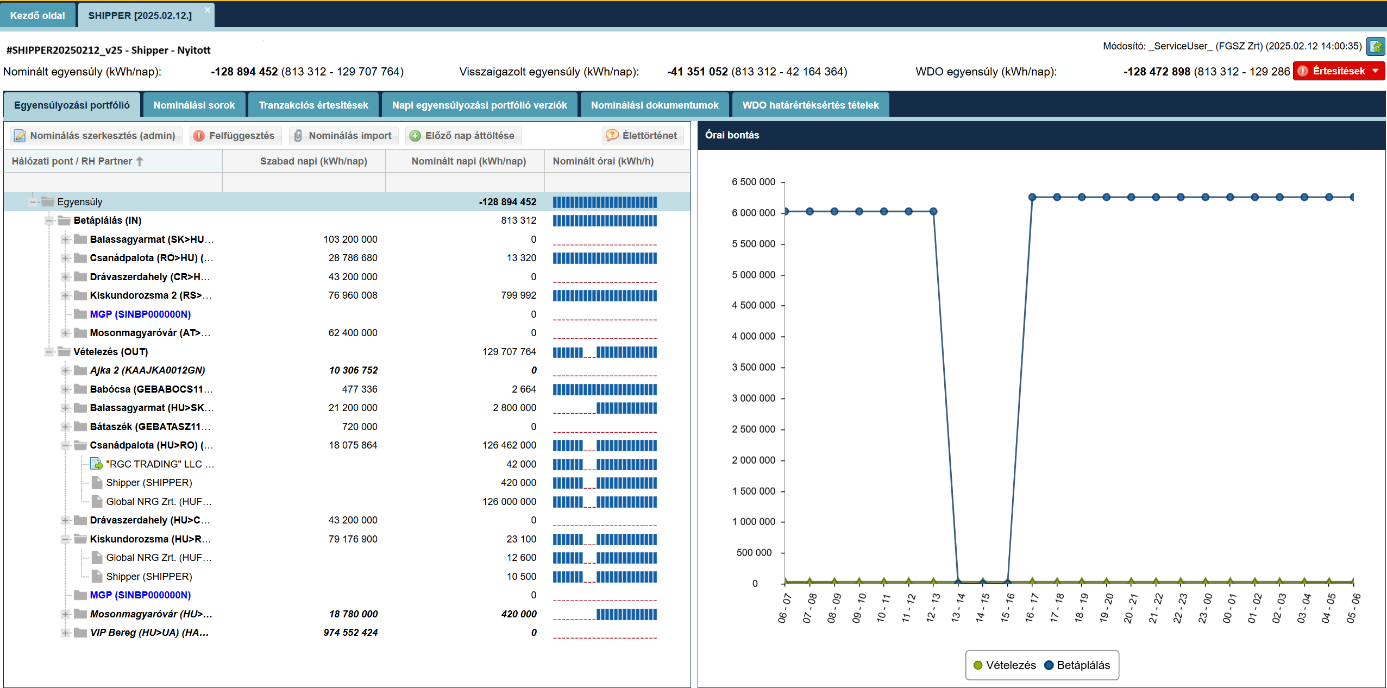 Kezdő oldal
SHIPPER [2025.02.12.]
#SHIPPER20250212_v25 - Shipper - Nyitott
Módosító: _ServiceUser_ (FGSZ Zrt) (2025.02.12 14:00:35)
Nominált egyensúly (kWh/nap): -128 894 452 (813 312 - 129 707 764) Visszaigazolt egyensúly (kWh/nap): -41 351 052 (813 312 - 42 164 364) WDO egyensúly (kWh/nap): -128 472 898 (813 312 - 129 286 Értesítések
Egyensúlyozási portfólió Nominálási sorok Tranzakciós értesítések Napi egyensúlyozási portfólió verziók Nominálási dokumentumok WDO határértéksértés tételek
Nominálás szerkesztés (admin) Felfüggesztés Nominálás import Előző nap áttöltése Élettörténet
Hálózati pont / RH Partner Szabad napi (kWh/nap) Nominált napi (kWh/nap) Nominált órai (kWh/h)
Egyensúly -128 894 452
Betáplálás (IN) 813 312
Balassagyarmat (SK>HU... 103 200 000 0
Csanádpalota (RO>HU) (... 28 786 680 13 320
Drávaszerdahely (CR>H... 43 200 000 0
Kiskundorozsma 2 (RS>... 76 960 008 799 992
MGP (SINBP000000N) 0
Mosonmagyaróvár (AT>... 62 400 000 0
Vételezés (OUT) 129 707 764
Ajka 2 (KAAJKA0012GN) 10 306 752 0
Babócsa (GEBABOCS11... 477 336 2 664
Balassagyarmat (HU>SK... 21 200 000 2 800 000
Bátaszék (GEBATASZ11... 720 000 0
Csanádpalota (HU>RO) (... 18 075 864 126 462 000
"RGC TRADING" LLC ... 42 000
Shipper (SHIPPER) 420 000
Global NRG Zrt. (HUF... 126 000 000
Drávaszerdahely (HU>C... 43 200 000 0
Kiskundorozsma (HU>R... 79 176 900 23 100
Global NRG Zrt. (HUF... 12 600
Shipper (SHIPPER) 10 500
MGP (SINBP000000N) 0
Mosonmagyaróvár (HU>... 18 780 000 420 000
VIP Bereg (HU>UA) (HA... 974 552 424 0
Órai bontás
6 500 000
6 000 000
5 500 000
5 000 000
4 500 000
4 000 000
3 500 000
3 000 000
2 500 000
2 000 000
1 500 000
1 000 000
500 000
0
06 - 07 07 - 08 08 - 09 09 - 10 10 - 11 11 - 12 12 - 13 13 - 14 14 - 15 15 - 16 16 - 17 17 - 18 18 - 19 19 - 20 20 - 21 21 - 22 22 - 23 23 - 00 00 - 01 01 - 02 02 - 03 03 - 04 04 - 05 05 - 06
Vételezés Betáplálás